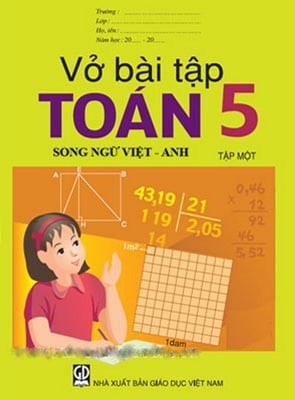 Trường :
Lớp :
Họ, tên :
Năm học: 20..... - 20.....
Vở bài tập
TOÁN 5
SONG NGỮ VIỆT - ANH
TẬP MỘT
A E B
D H C
43,19 21
119 2,05
14
0,46
× 12
92
46
5,52
1m²
1dam
NHÀ XUẤT BẢN GIÁO DỤC VIỆT NAM